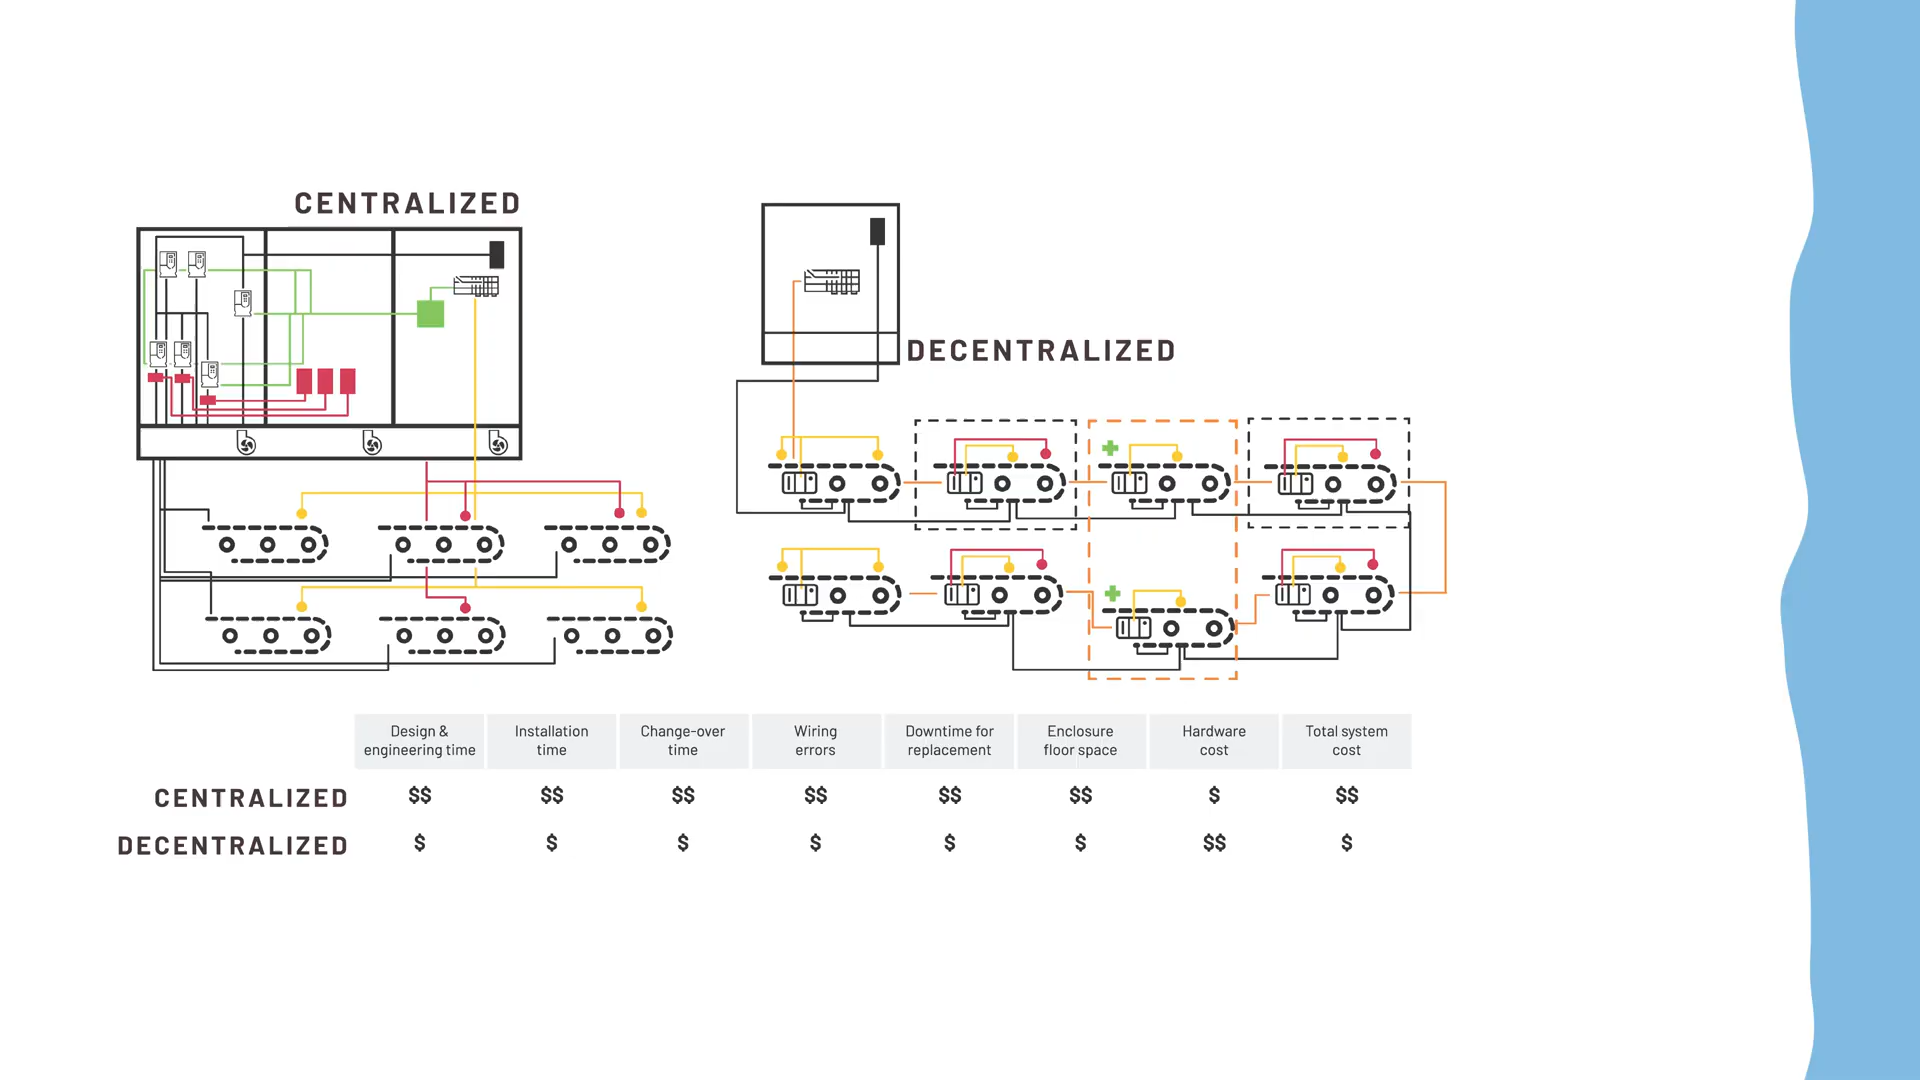 CENTRALIZED
DECENTRALIZED
Design & engineering time
Installation time
Change-over time
Wiring errors
Downtime for replacement
Enclosure floor space
Hardware cost
Total system cost
CENTRALIZED $$ $$ $$ $$ $$ $$ $ $$
DECENTRALIZED $ $ $ $ $ $ $$ $